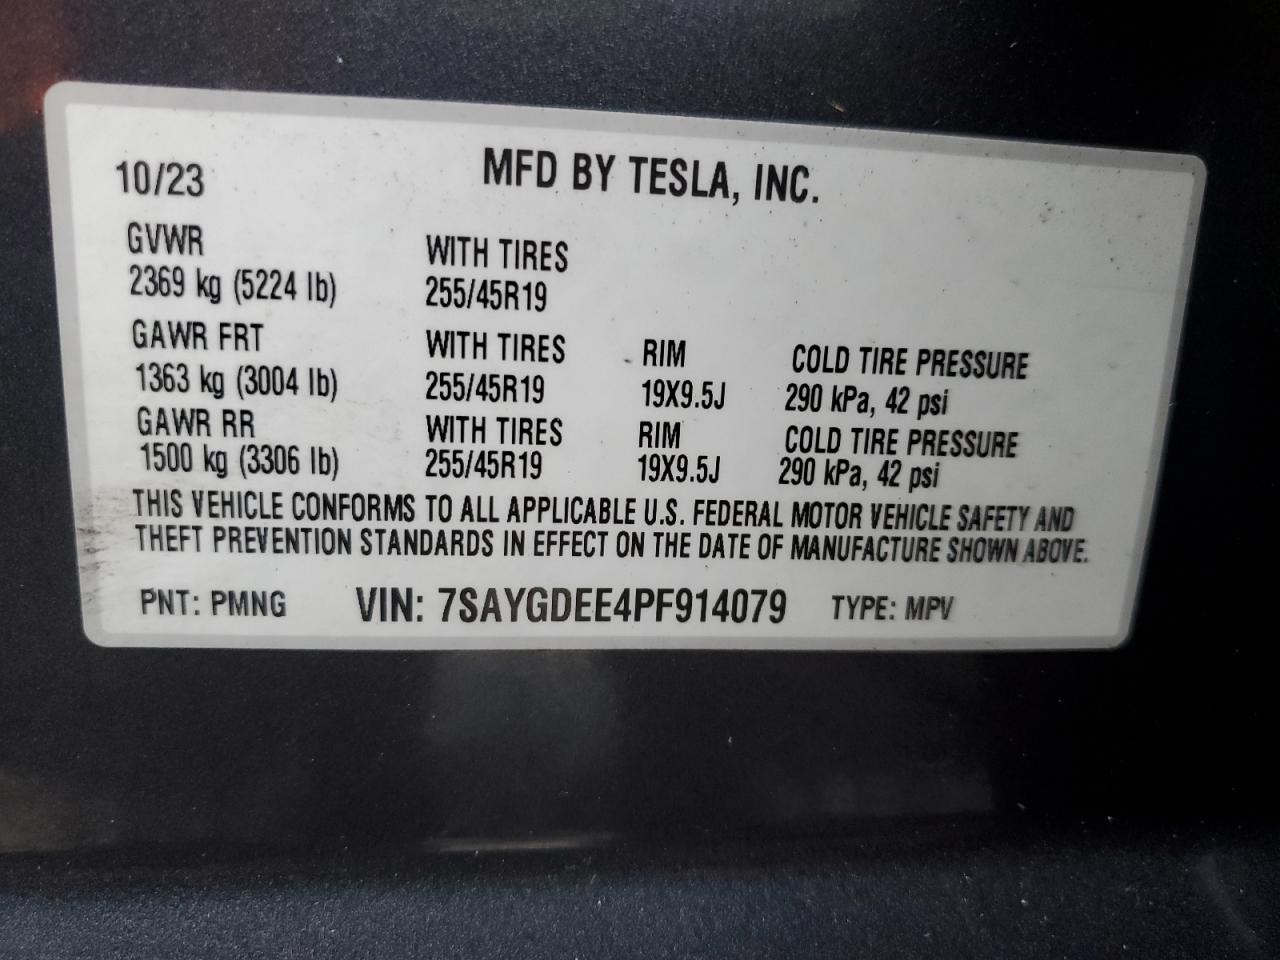 10/23 MFD BY TESLA, INC.
GVWR WITH TIRES
2369 kg (5224 lb) 255/45R19
GAWR FRT WITH TIRES RIM COLD TIRE PRESSURE
1363 kg (3004 lb) 255/45R19 19X9.5J 290 kPa, 42 psi
GAWR RR WITH TIRES RIM COLD TIRE PRESSURE
1500 kg (3306 lb) 255/45R19 19X9.5J 290 kPa, 42 psi
THIS VEHICLE CONFORMS TO ALL APPLICABLE U.S. FEDERAL MOTOR VEHICLE SAFETY AND
THEFT PREVENTION STANDARDS IN EFFECT ON THE DATE OF MANUFACTURE SHOWN ABOVE.
PNT: PMNG VIN: 7SAYGDEE4PF914079 TYPE: MPV